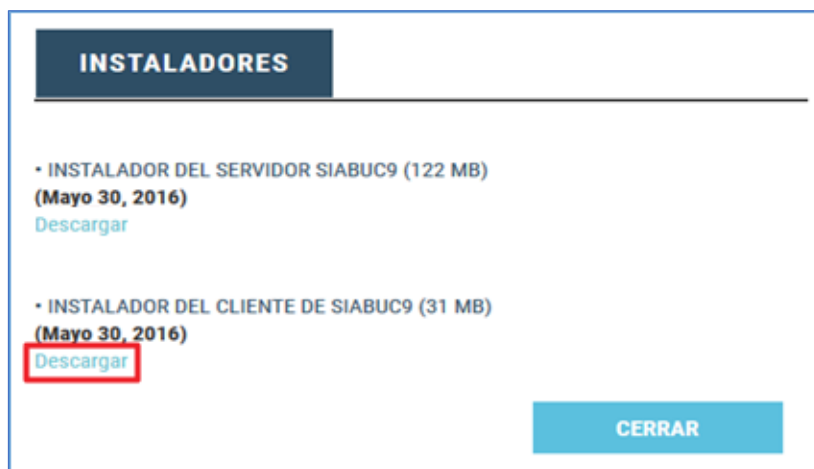 INSTALADORES
• INSTALADOR DEL SERVIDOR SIABUC9 (122 MB)
(Mayo 30, 2016)
Descargar
• INSTALADOR DEL CLIENTE DE SIABUC9 (31 MB)
(Mayo 30, 2016)
Descargar
CERRAR